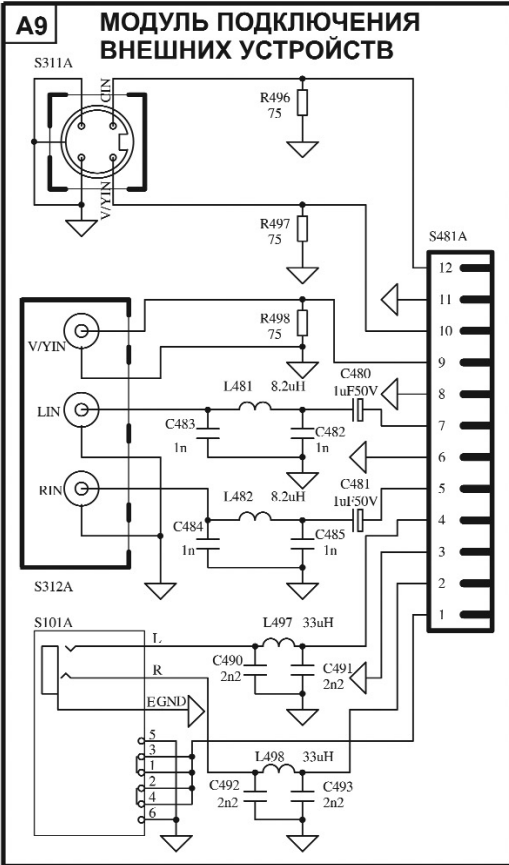 A9
МОДУЛЬ ПОДКЛЮЧЕНИЯ
ВНЕШНИХ УСТРОЙСТВ
S311A
CIN
V/YIN
R496
75
R497
75
S481A
12
11
10
9
8
7
6
5
4
3
2
1
V/YIN
LIN
RIN
S312A
R498
75
C480
1uF50V
L481 8.2uH
C483
1n
C482
1n
C481
1uF50V
L482 8.2uH
C484
1n
C485
1n
S101A
L
R
EGND
5
3
1
2
4
6
L497 33uH
C490
2n2
C491
2n2
L498 33uH
C492
2n2
C493
2n2